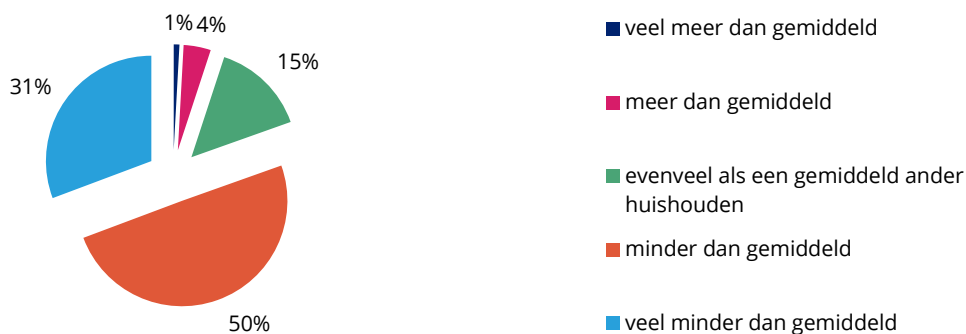 1%
4%
15%
31%
50%
veel meer dan gemiddeld
meer dan gemiddeld
evenveel als een gemiddeld ander
huishouden
minder dan gemiddeld
veel minder dan gemiddeld